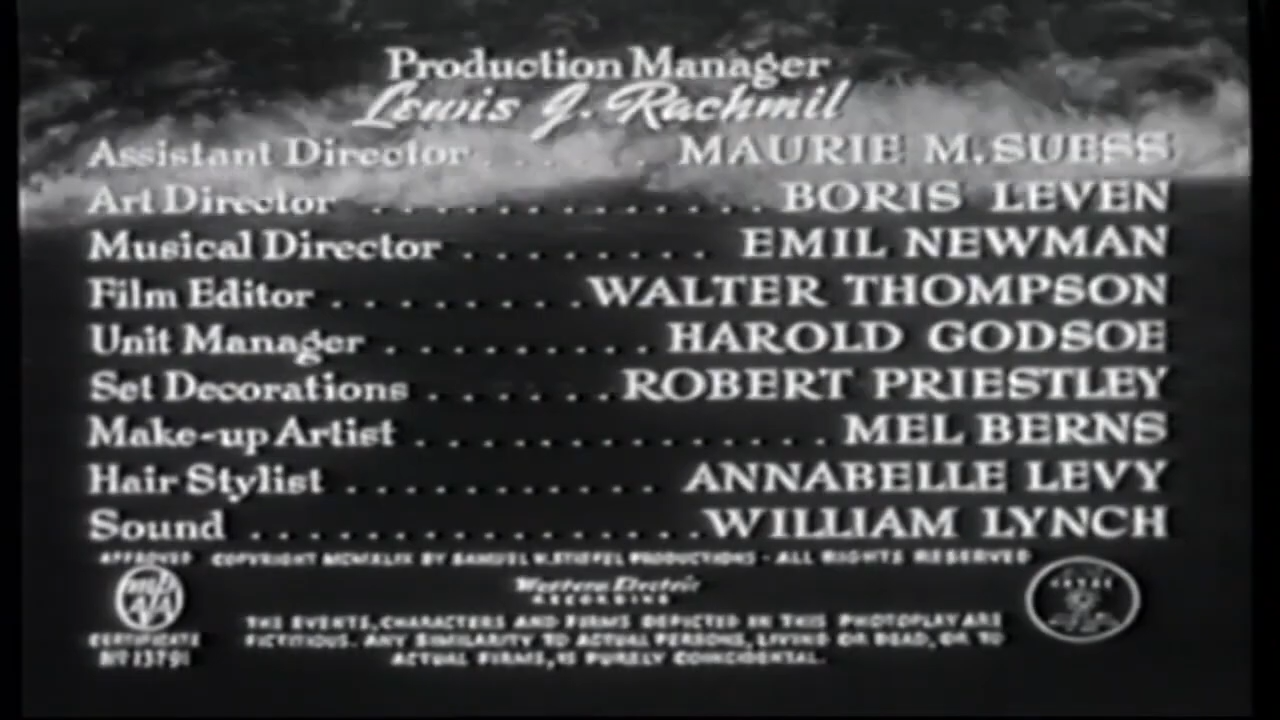 Production Manager
Lewis J. Rachmil
Assistant Director . . . . . MAURIE M. SUESS
Art Director . . . . . . . . . . . . . . BORIS LEVEN
Musical Director . . . . . . . . . EMIL NEWMAN
Film Editor . . . . . . . . . WALTER THOMPSON
Unit Manager . . . . . . . . . . HAROLD GODSOE
Set Decorations . . . . . . . ROBERT PRIESTLEY
Make-up Artist . . . . . . . . . . . . . . MEL BERNS
Hair Stylist . . . . . . . . . . . ANNABELLE LEVY
Sound . . . . . . . . . . . . . . . . . WILLIAM LYNCH
APPROVED COPYRIGHT MCMXLIX BY SAMUEL H. STIEFEL PRODUCTIONS - ALL RIGHTS RESERVED
Western Electric
RECORDING
THE EVENTS, CHARACTERS AND FIRMS DEPICTED IN THIS PHOTOPLAY ARE
FICTITIOUS. ANY SIMILARITY TO ACTUAL PERSONS, LIVING OR DEAD, OR TO
ACTUAL FIRMS, IS PURELY COINCIDENTAL.
CERTIFICATE
Nº 13791